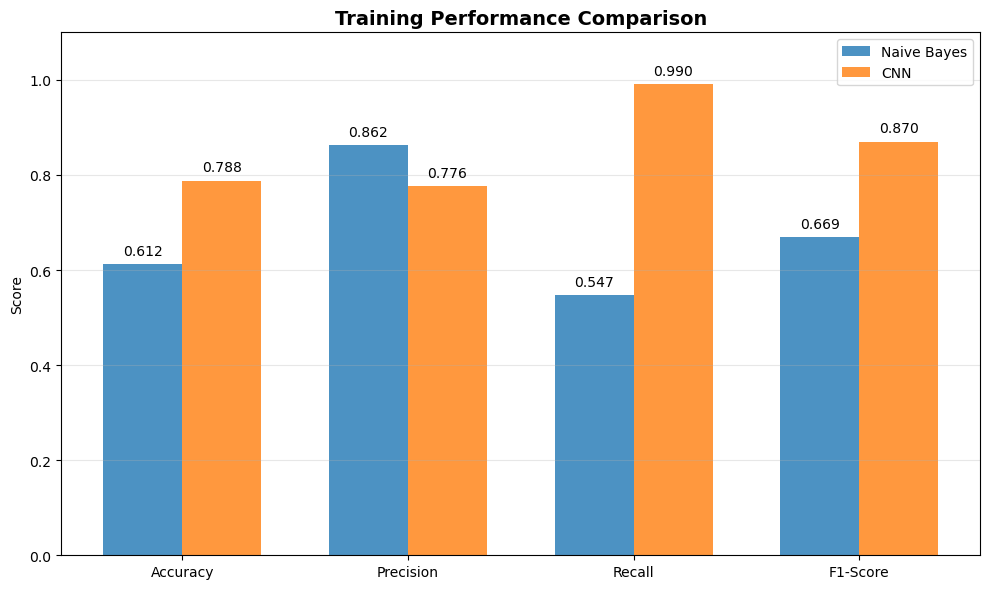 Training Performance Comparison
Naive Bayes
CNN
Score
1.0
0.8
0.6
0.4
0.2
0.0
0.612
0.788
0.862
0.776
0.547
0.990
0.669
0.870
Accuracy
Precision
Recall
F1-Score